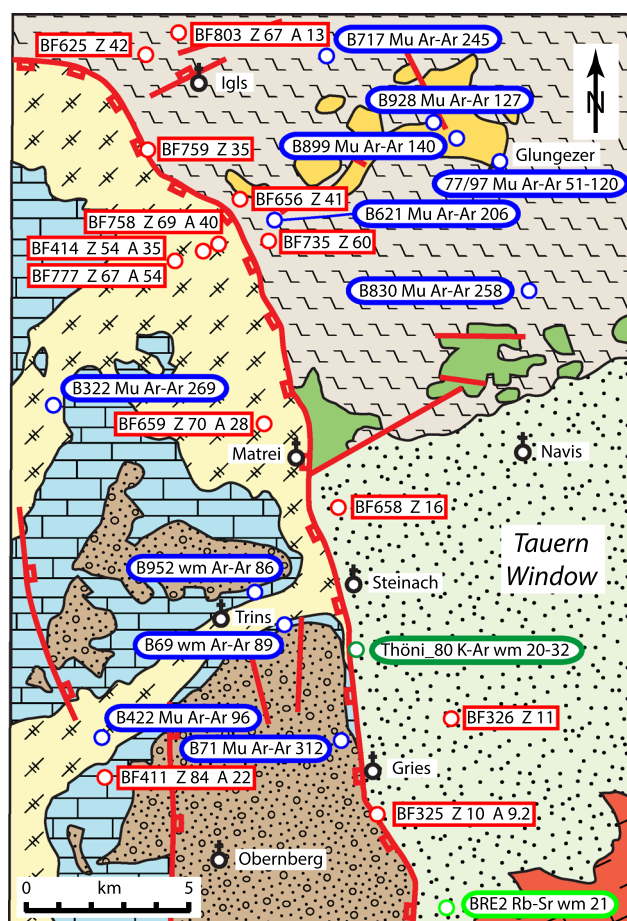 BF803 Z 67 A 13
BF625 Z 42
B717 Mu Ar-Ar 245
Igls
N
B928 Mu Ar-Ar 127
B899 Mu Ar-Ar 140
BF759 Z 35
Glungezer
77/97 Mu Ar-Ar 51-120
BF656 Z 41
B621 Mu Ar-Ar 206
BF758 Z 69 A 40
BF735 Z 60
BF414 Z 54 A 35
BF777 Z 67 A 54
B830 Mu Ar-Ar 258
B322 Mu Ar-Ar 269
BF659 Z 70 A 28
Matrei
Navis
BF658 Z 16
Tauern
Window
B952 wm Ar-Ar 86
Steinach
Trins
B69 wm Ar-Ar 89
Thöni_80 K-Ar wm 20-32
B422 Mu Ar-Ar 96
BF326 Z 11
B71 Mu Ar-Ar 312
Gries
BF411 Z 84 A 22
BF325 Z 10 A 9.2
Obernberg
0 km 5
BRE2 Rb-Sr wm 21